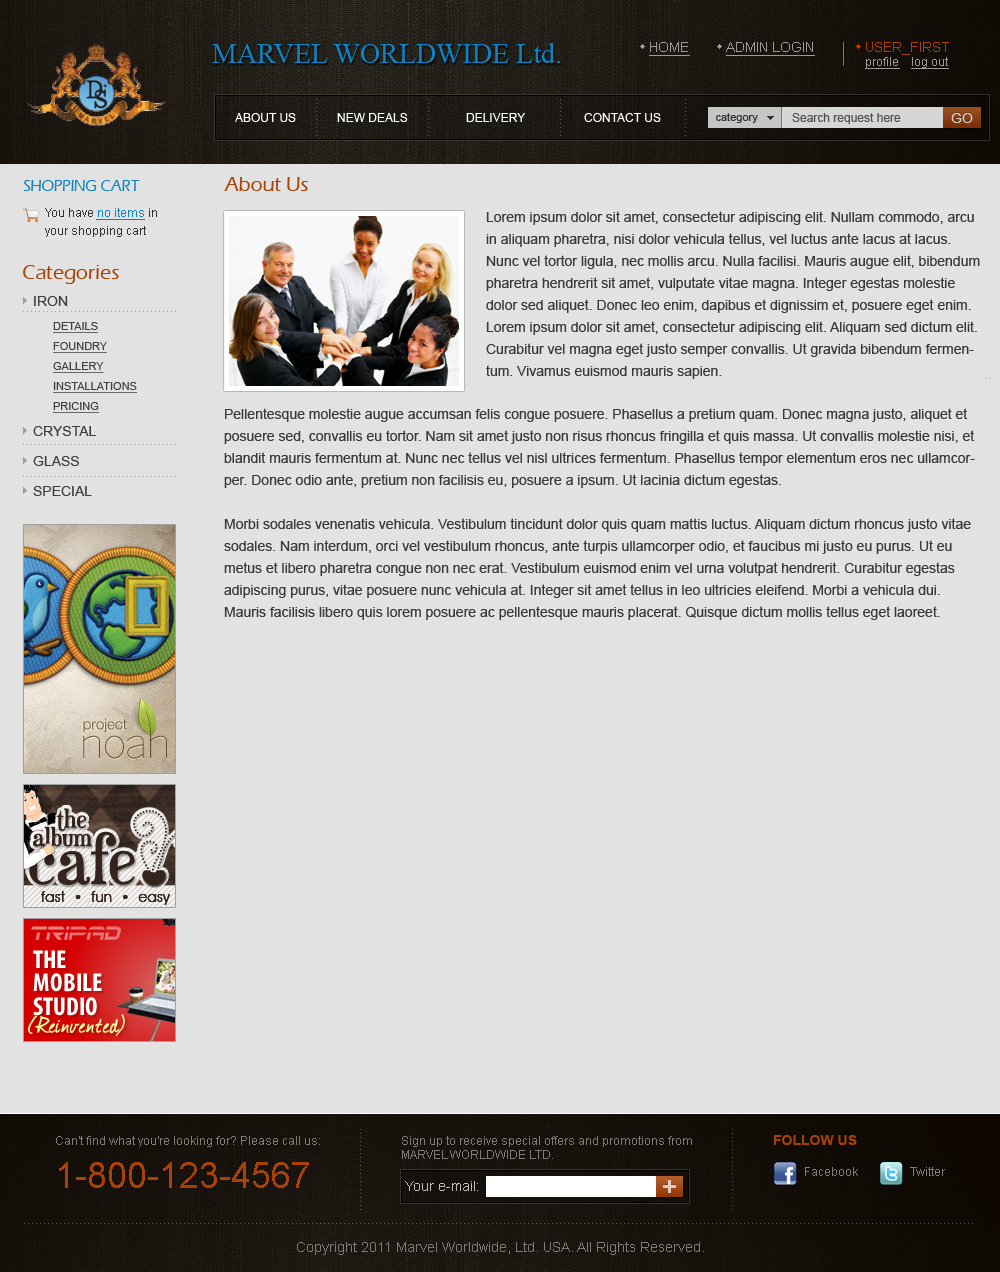 MARVEL WORLDWIDE Ltd.
HOME
ADMIN LOGIN
USER_FIRST
profile log out
DS
MARVEL
ABOUT US
NEW DEALS
DELIVERY
CONTACT US
category
Search request here
GO
SHOPPING CART
You have no items in
your shopping cart
Categories
IRON
DETAILS
FOUNDRY
GALLERY
INSTALLATIONS
PRICING
CRYSTAL
GLASS
SPECIAL
project
noah
the
album
cafe
fast • fun • easy
TRIPAD
THE
MOBILE
STUDIO
(Reinvented)
About Us
Lorem ipsum dolor sit amet, consectetur adipiscing elit. Nullam commodo, arcu
in aliquam pharetra, nisi dolor vehicula tellus, vel luctus ante lacus at lacus.
Nunc vel tortor ligula, nec mollis arcu. Nulla facilisi. Mauris augue elit, bibendum
pharetra hendrerit sit amet, vulputate vitae magna. Integer egestas molestie
dolor sed aliquet. Donec leo enim, dapibus et dignissim et, posuere eget enim.
Lorem ipsum dolor sit amet, consectetur adipiscing elit. Aliquam sed dictum elit.
Curabitur vel magna eget justo semper convallis. Ut gravida bibendum fermen-
tum. Vivamus euismod mauris sapien.
Pellentesque molestie augue accumsan felis congue posuere. Phasellus a pretium quam. Donec magna justo, aliquet et
posuere sed, convallis eu tortor. Nam sit amet justo non risus rhoncus fringilla et quis massa. Ut convallis molestie nisi, et
blandit mauris fermentum at. Nunc nec tellus vel nisl ultrices fermentum. Phasellus tempor elementum eros nec ullamcor-
per. Donec odio ante, pretium non facilisis eu, posuere a ipsum. Ut lacinia dictum egestas.
Morbi sodales venenatis vehicula. Vestibulum tincidunt dolor quis quam mattis luctus. Aliquam dictum rhoncus justo vitae
sodales. Nam interdum, orci vel vestibulum rhoncus, ante turpis ullamcorper odio, et faucibus mi justo eu purus. Ut eu
metus et libero pharetra congue non nec erat. Vestibulum euismod enim vel urna volutpat hendrerit. Curabitur egestas
adipiscing purus, vitae posuere nunc vehicula at. Integer sit amet tellus in leo ultricies eleifend. Morbi a vehicula dui.
Mauris facilisis libero quis lorem posuere ac pellentesque mauris placerat. Quisque dictum mollis tellus eget laoreet.
Can't find what you're looking for? Please call us:
1-800-123-4567
Sign up to receive special offers and promotions from
MARVEL WORLDWIDE LTD.
Your e-mail:
FOLLOW US
Facebook
Twitter
Copyright 2011 Marvel Worldwide, Ltd. USA. All Rights Reserved.